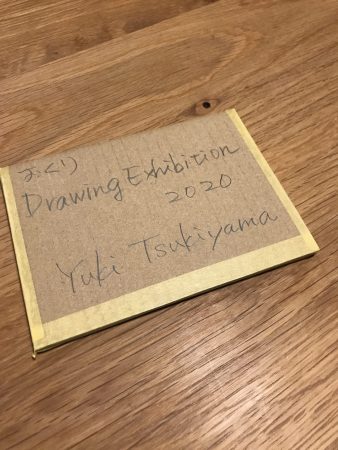 おくり
Drawing Exhibition
2020
Yuki Tsukiyama